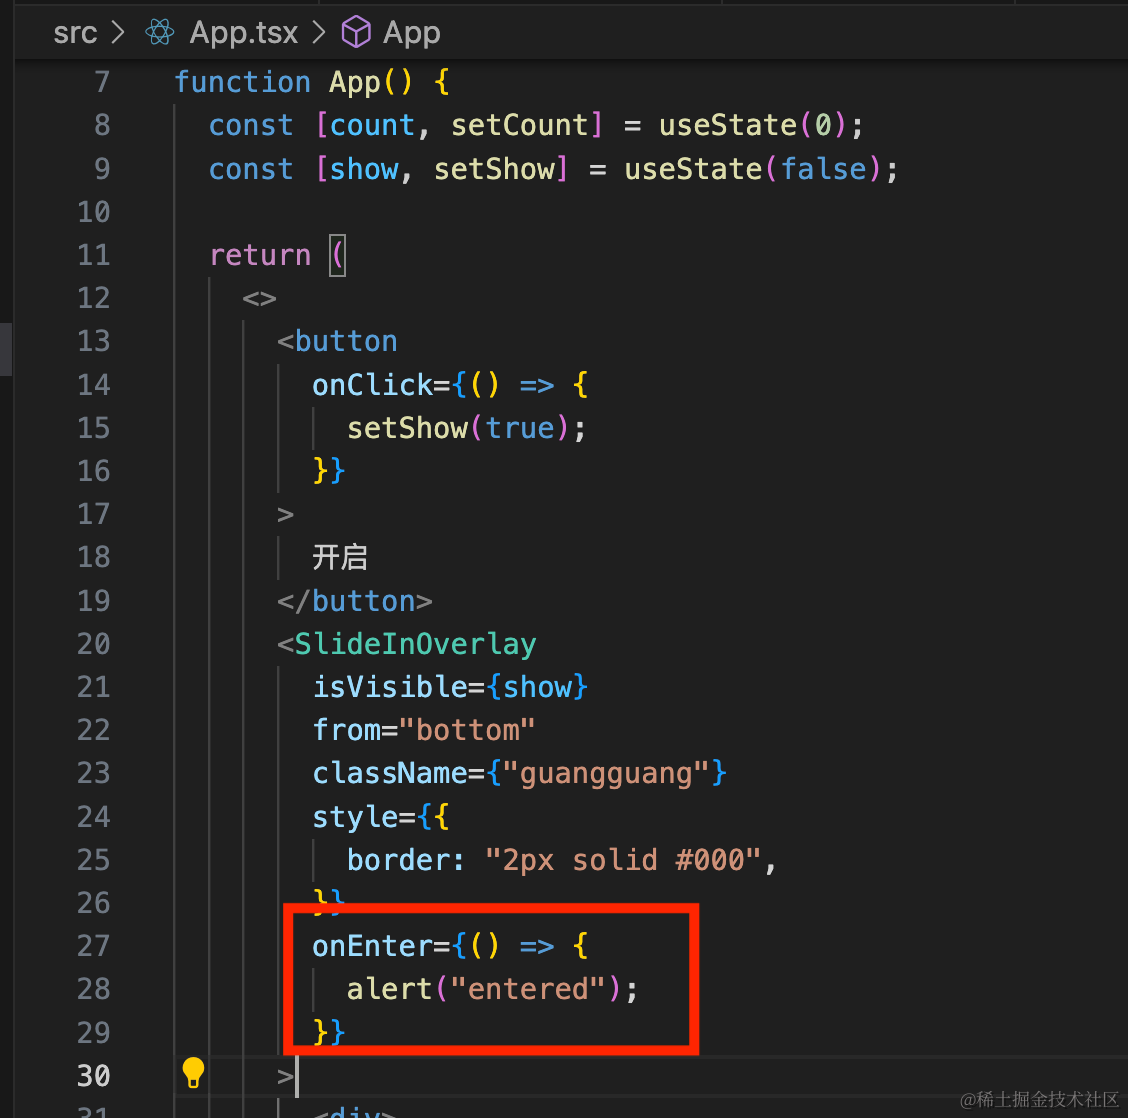 src > App.tsx > App
7 function App() {
8 const [count, setCount] = useState(0);
9 const [show, setShow] = useState(false);
10
11 return (
12 <>
13 <button
14 onClick={() => {
15 setShow(true);
16 }}
17 >
18 开启
19 </button>
20 <SlideInOverlay
21 isVisible={show}
22 from="bottom"
23 className={"guangguang"}
24 style={{
25 border: "2px solid #000",
26 }}
27 onEnter={() => {
28 alert("entered");
29 }}
30 >
31 <div>
@稀土掘金技术社区